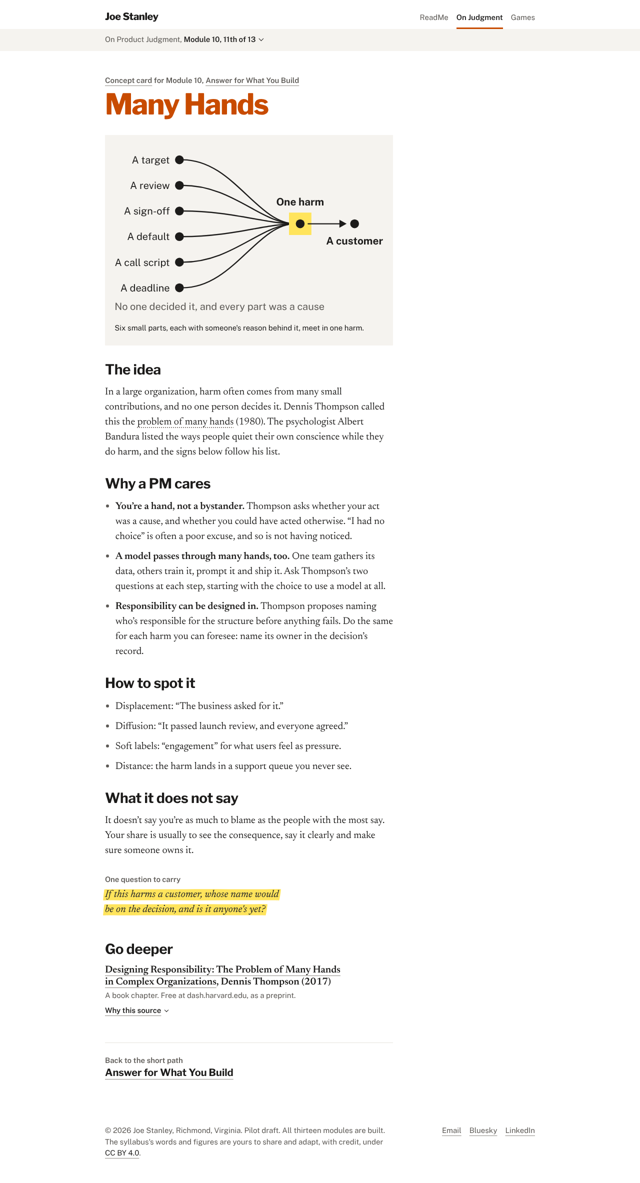 Joe Stanley
ReadMe On Judgment Games
On Product Judgment, Module 10, 11th of 13
Concept card for Module 10, Answer for What You Build
Many Hands
A target
A review
A sign-off
A default
A call script
A deadline
One harm
A customer
No one decided it, and every part was a cause
Six small parts, each with someone's reason behind it, meet in one harm.
The idea
In a large organization, harm often comes from many small
contributions, and no one person decides it. Dennis Thompson called
this the problem of many hands (1980). The psychologist Albert
Bandura listed the ways people quiet their own conscience while they
do harm, and the signs below follow his list.
Why a PM cares
• You're a hand, not a bystander. Thompson asks whether your act
was a cause, and whether you could have acted otherwise. “I had no
choice” is often a poor excuse, and so is not having noticed.
• A model passes through many hands, too. One team gathers its
data, others train it, prompt it and ship it. Ask Thompson’s two
questions at each step, starting with the choice to use a model at all.
• Responsibility can be designed in. Thompson proposes naming
who’s responsible for the structure before anything fails. Do the same
for each harm you can foresee: name its owner in the decision’s
record.
How to spot it
• Displacement: “The business asked for it.”
• Diffusion: “It passed launch review, and everyone agreed.”
• Soft labels: “engagement” for what users feel as pressure.
• Distance: the harm lands in a support queue you never see.
What it does not say
It doesn’t say you’re as much to blame as the people with the most say.
Your share is usually to see the consequence, say it clearly and make
sure someone owns it.
One question to carry
If this harms a customer, whose name would
be on the decision, and is it anyone’s yet?
Go deeper
Designing Responsibility: The Problem of Many Hands
in Complex Organizations, Dennis Thompson (2017)
A book chapter. Free at dash.harvard.edu, as a preprint.
Why this source
Back to the short path
Answer for What You Build
© 2026 Joe Stanley, Richmond, Virginia. Pilot draft. All thirteen modules are built.
The syllabus's words and figures are yours to share and adapt, with credit, under
CC BY 4.0.
Email Bluesky LinkedIn